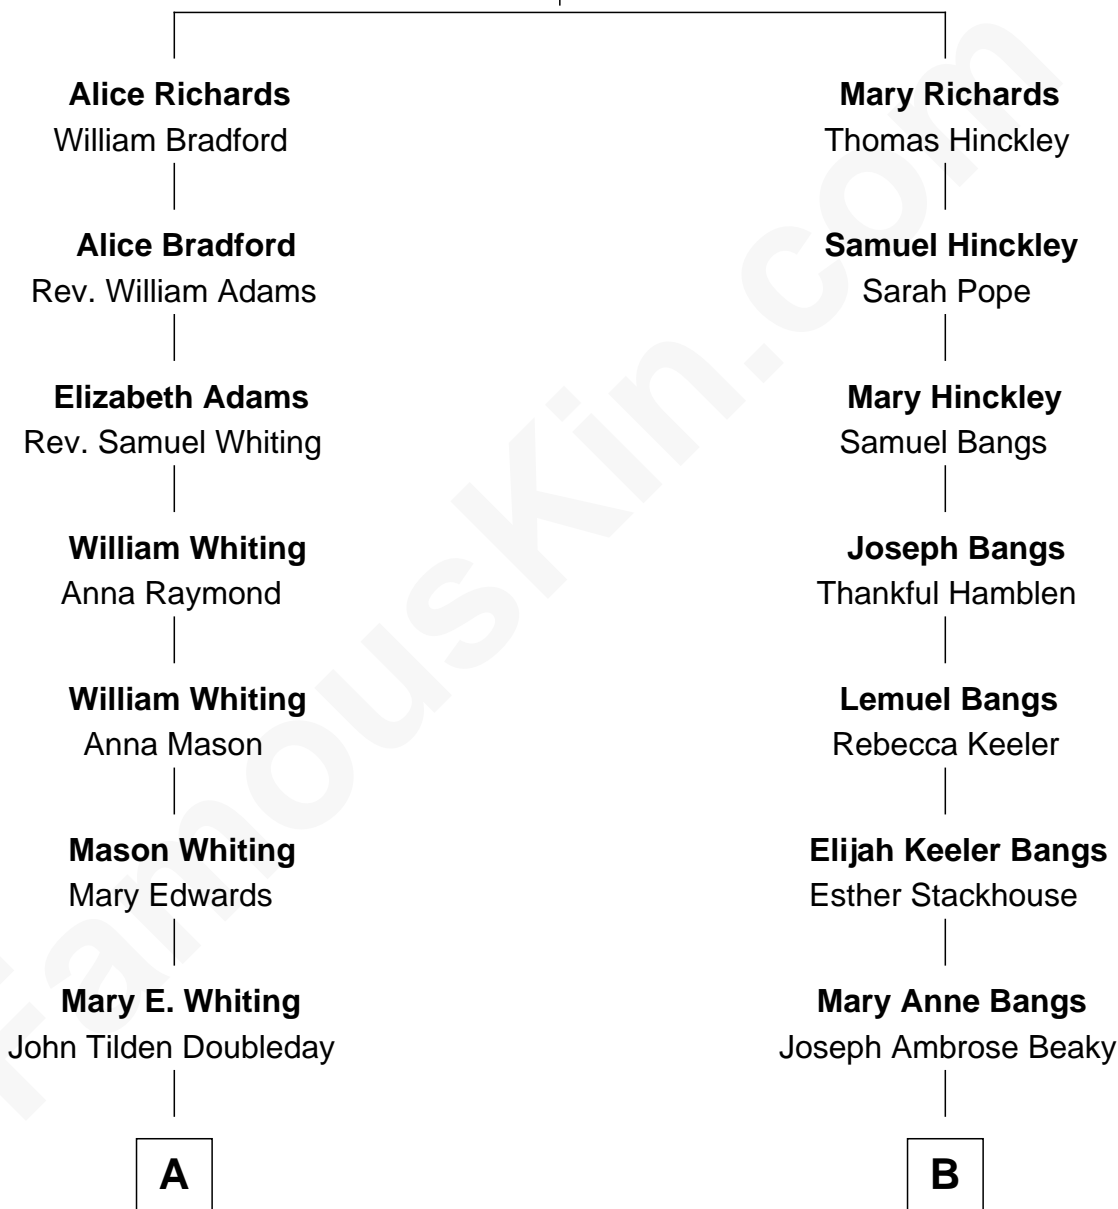 Alice Richards
William Bradford
Alice Bradford
Rev. William Adams
Elizabeth Adams
Rev. Samuel Whiting
William Whiting
Anna Raymond
William Whiting
Anna Mason
Mason Whiting
Mary Edwards
Mary E. Whiting
John Tilden Doubleday
A
Mary Richards
Thomas Hinckley
Samuel Hinckley
Sarah Pope
Mary Hinckley
Samuel Bangs
Joseph Bangs
Thankful Hamblen
Lemuel Bangs
Rebecca Keeler
Elijah Keeler Bangs
Esther Stackhouse
Mary Anne Bangs
Joseph Ambrose Beaky
B
FamousKin.com